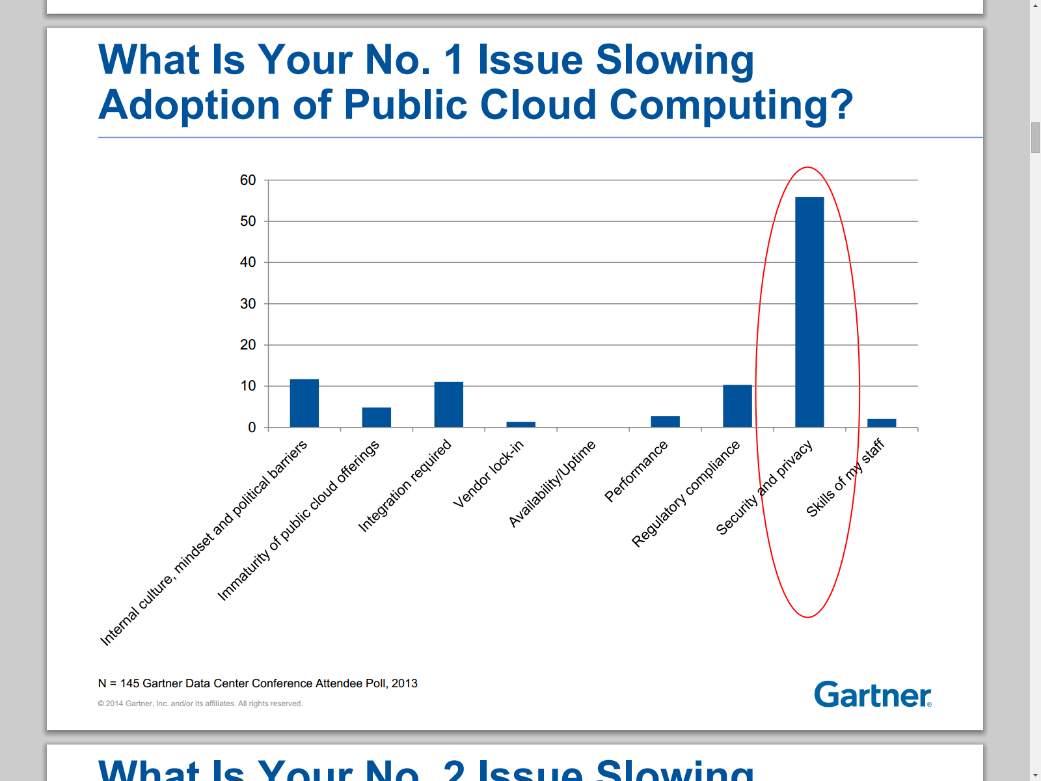 What Is Your No. 1 Issue Slowing
Adoption of Public Cloud Computing?
60
50
40
30
20
10
0
Internal culture, mindset and political barriers
Immaturity of public cloud offerings
Integration required
Vendor lock-in
Availability/Uptime
Performance
Regulatory compliance
Security and privacy
Skills of my staff
N = 145 Gartner Data Center Conference Attendee Poll, 2013
© 2014 Gartner, Inc. and/or its affiliates. All rights reserved.
Gartner®
What Is Your No. 2 Issue Slowing